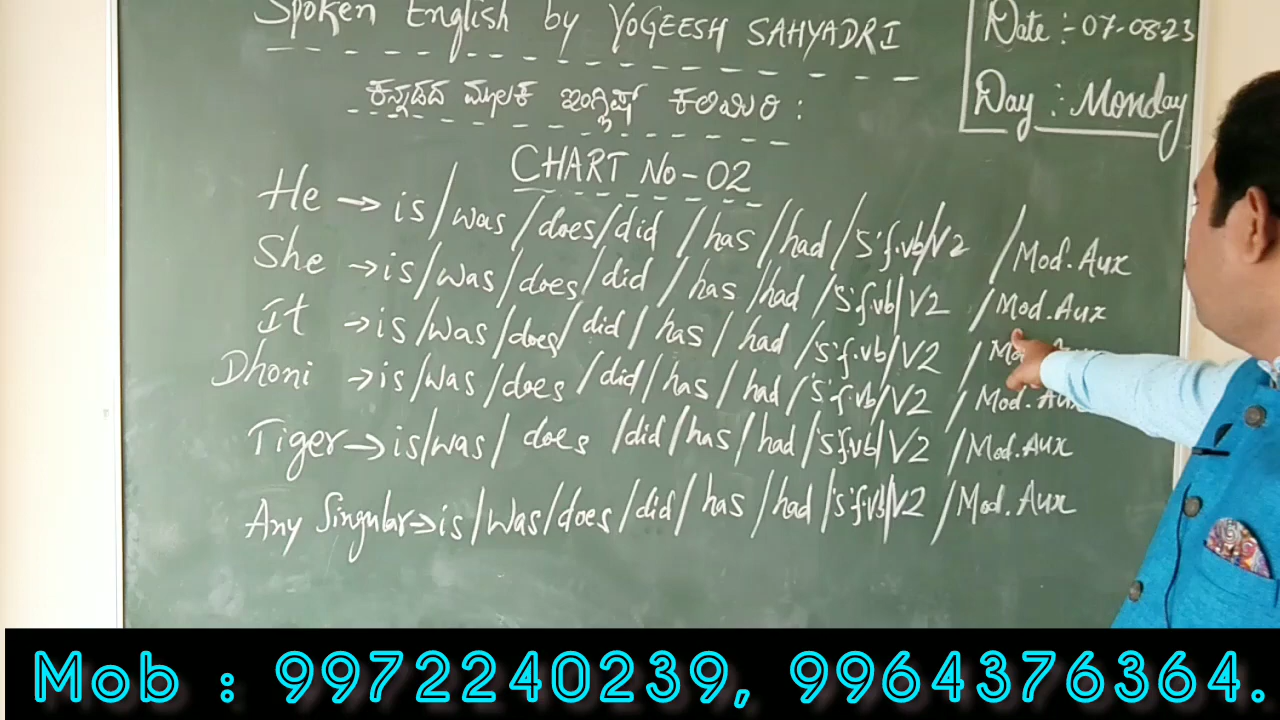 Spoken English by YOGEESH SAHYADRI
Date :- 07-08-23
Day : Monday
ಕನ್ನಡದ ಮೂಲಕ ಇಂಗ್ಲಿಷ್ ಕಲಿಯಿರಿ :
CHART No-02
He → is/was/does/did/has/had/'S'f.vb/V2/Mod.Aux
She → is/was/does/did/has/had/'S'f.vb/V2/Mod.Aux
It → is/was/does/did/has/had/'S'f.vb/V2/
Dhoni → is/was/does/did/has/had/'S'f.vb/V2/Mod.Aux
Tiger → is/was/does/did/has/had/'S'f.vb/V2/Mod.Aux
Any Singular → is/was/does/did/has/had/'S'f.vb/V2/Mod.Aux
Mob : 9972240239, 9964376364.